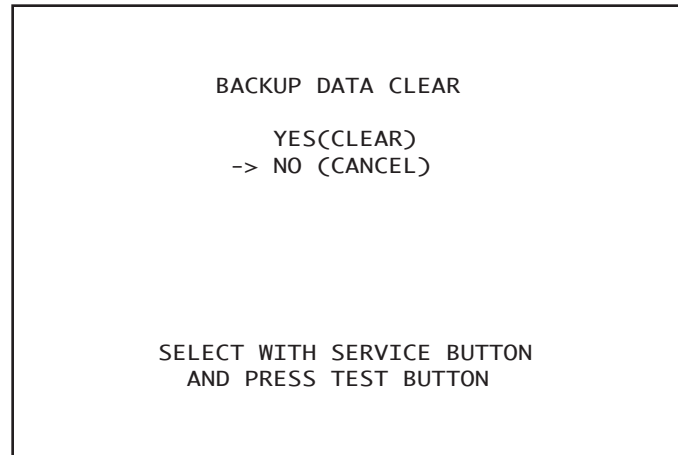 BACKUP DATA CLEAR
YES(CLEAR)
-> NO (CANCEL)
SELECT WITH SERVICE BUTTON
AND PRESS TEST BUTTON